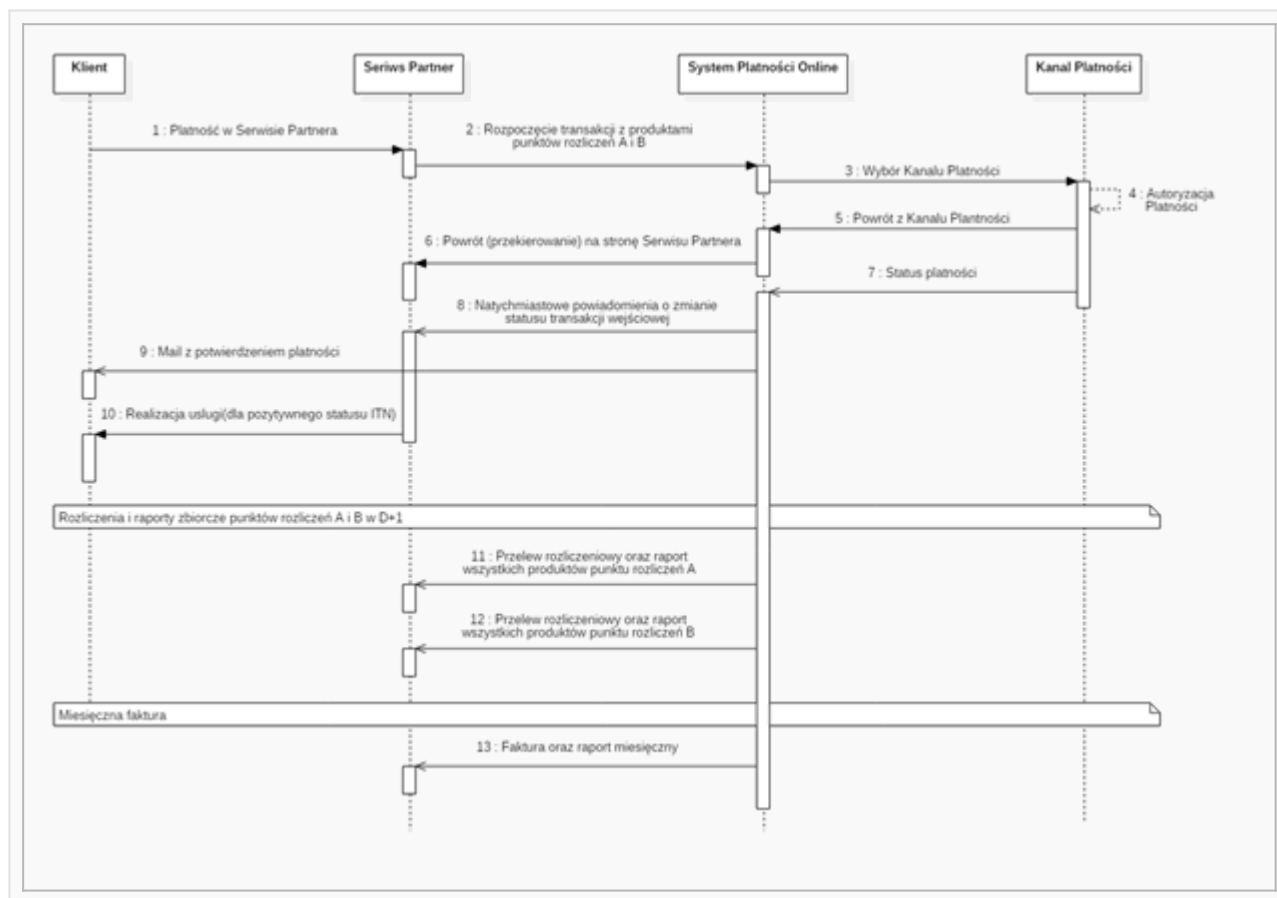 Klient
Seriws Partner
System Płatności Online
Kanał Płatności
1 : Płatność w Serwisie Partnera
2 : Rozpoczęcie transakcji z produktami
punktów rozliczeń A i B
3 : Wybór Kanału Płatności
4 : Autoryzacja
Płatności
5 : Powrót z Kanału Plantności
6 : Powrót (przekierowanie) na stronę Serwisu Partnera
7 : Status płatności
8 : Natychmiastowe powiadomienia o zmianie
statusu transakcji wejściowej
9 : Mail z potwierdzeniem płatności
10 : Realizacja usługi(dla pozytywnego statusu ITN)
Rozliczenia i raporty zbiorcze punktów rozliczeń A i B w D+1
11 : Przelew rozliczeniowy oraz raport
wszystkich produktów punktu rozliczeń A
12 : Przelew rozliczeniowy oraz raport
wszystkich produktów punktu rozliczeń B
Miesięczna faktura
13 : Faktura oraz raport miesięczny